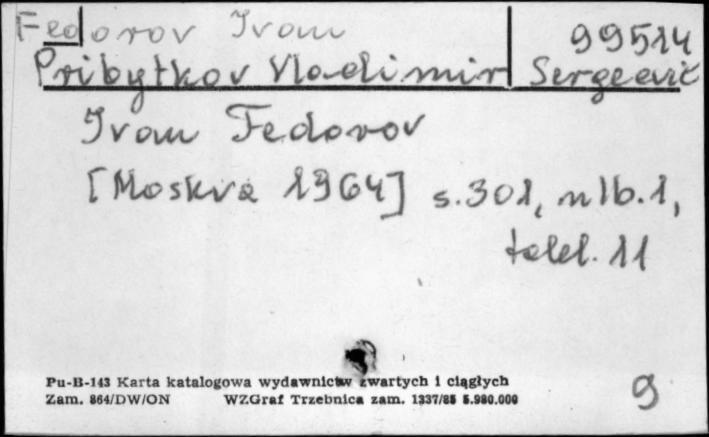 Fedorov Ivan
99514
Pribytkov Vladimir Sergeevič
Ivan Fedorov
[Moskva 1964] s. 301, nlb. 1,
tabl. 11
Pu-B-143 Karta katalogowa wydawnictw zwartych i ciągłych
Zam. 864/DW/ON WZGraf Trzebnica zam. 1337/85 5.980.000
9